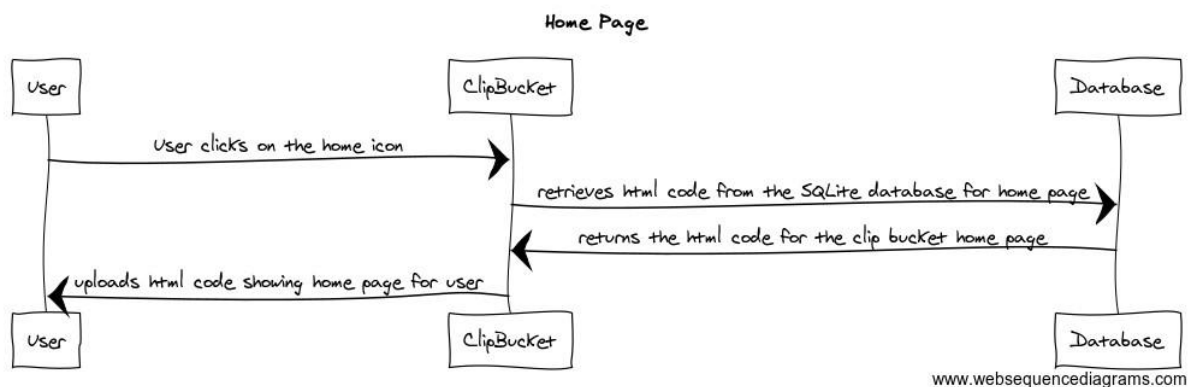 Home Page
User
ClipBucket
Database
User clicks on the home icon
retrieves html code from the SQLite database for home page
returns the html code for the clip bucket home page
uploads html code showing home page for user
User
ClipBucket
Database
www.websequencediagrams.com